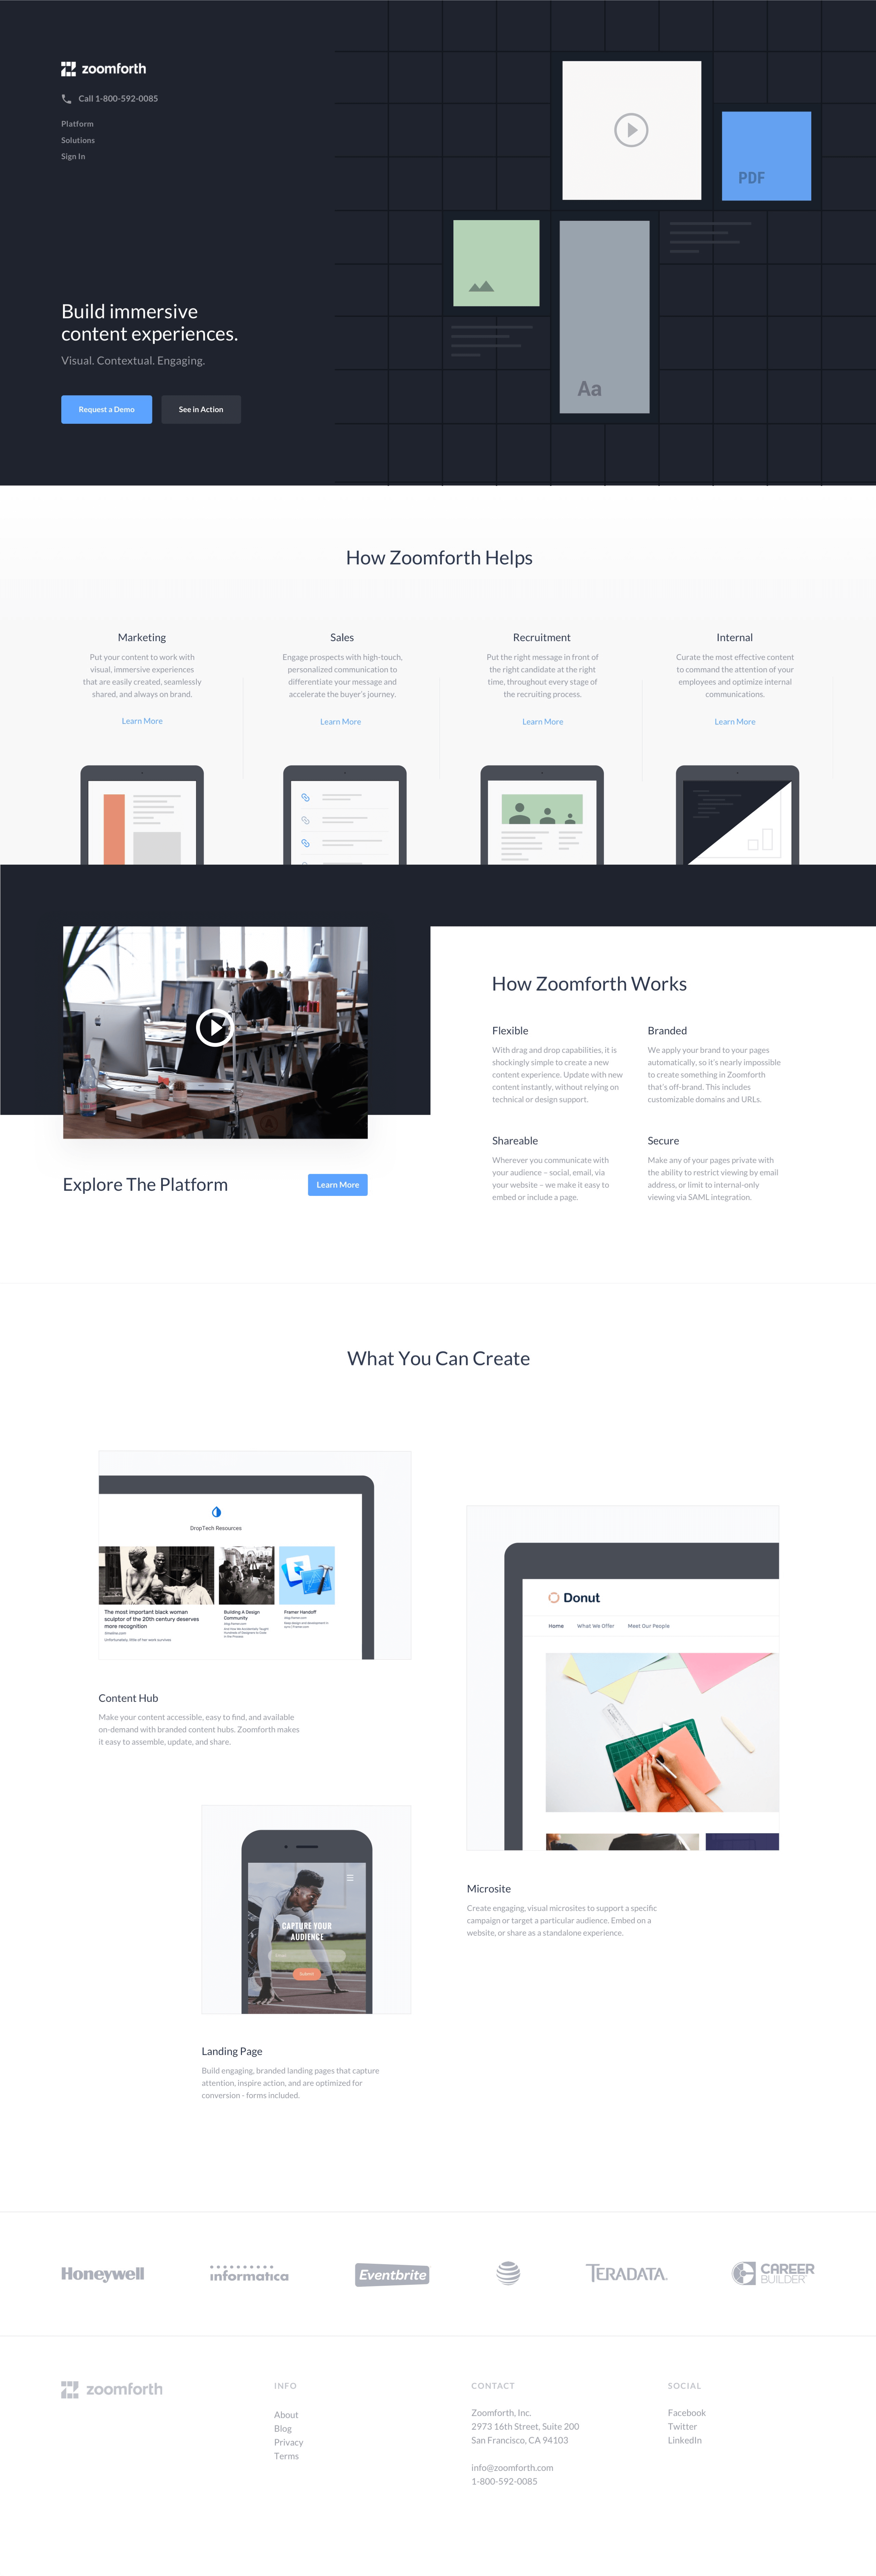 zoomforth
Call 1-800-592-0085
Platform
Solutions
Sign In
PDF
Aa
Build immersive
content experiences.
Visual. Contextual. Engaging.
Request a Demo
See in Action
How Zoomforth Helps
Marketing
Put your content to work with
visual, immersive experiences
that are easily created, seamlessly
shared, and always on brand.
Learn More
Sales
Engage prospects with high-touch,
personalized communication to
differentiate your message and
accelerate the buyer's journey.
Learn More
Recruitment
Put the right message in front of
the right candidate at the right
time, throughout every stage of
the recruiting process.
Learn More
Internal
Curate the most effective content
to command the attention of your
employees and optimize internal
communications.
Learn More
Explore The Platform
Learn More
How Zoomforth Works
Flexible
With drag and drop capabilities, it is
shockingly simple to create a new
content experience. Update with new
content instantly, without relying on
technical or design support.
Branded
We apply your brand to your pages
automatically, so it's nearly impossible
to create something in Zoomforth
that's off-brand. This includes
customizable domains and URLs.
Shareable
Wherever you communicate with
your audience – social, email, via
your website – we make it easy to
embed or include a page.
Secure
Make any of your pages private with
the ability to restrict viewing by email
address, or limit to internal-only
viewing via SAML integration.
What You Can Create
DropTech Resources
The most important black woman
sculptor of the 20th century deserves
more recognition
Unfortunately, little of her work survives.
Building A Design
Community
Framer Handoff
Content Hub
Make your content accessible, easy to find, and available
on-demand with branded content hubs. Zoomforth makes
it easy to assemble, update, and share.
Donut
Home
What We Offer
Meet Our People
Microsite
Create engaging, visual microsites to support a specific
campaign or target a particular audience. Embed on a
website, or share as a standalone experience.
CAPTURE YOUR
AUDIENCE
Submit
Landing Page
Build engaging, branded landing pages that capture
attention, inspire action, and are optimized for
conversion - forms included.
Honeywell
informatica
Eventbrite
TERADATA.
CAREER
BUILDER
zoomforth
INFO
About
Blog
Privacy
Terms
CONTACT
Zoomforth, Inc.
2973 16th Street, Suite 200
San Francisco, CA 94103
info@zoomforth.com
1-800-592-0085
SOCIAL
Facebook
Twitter
LinkedIn